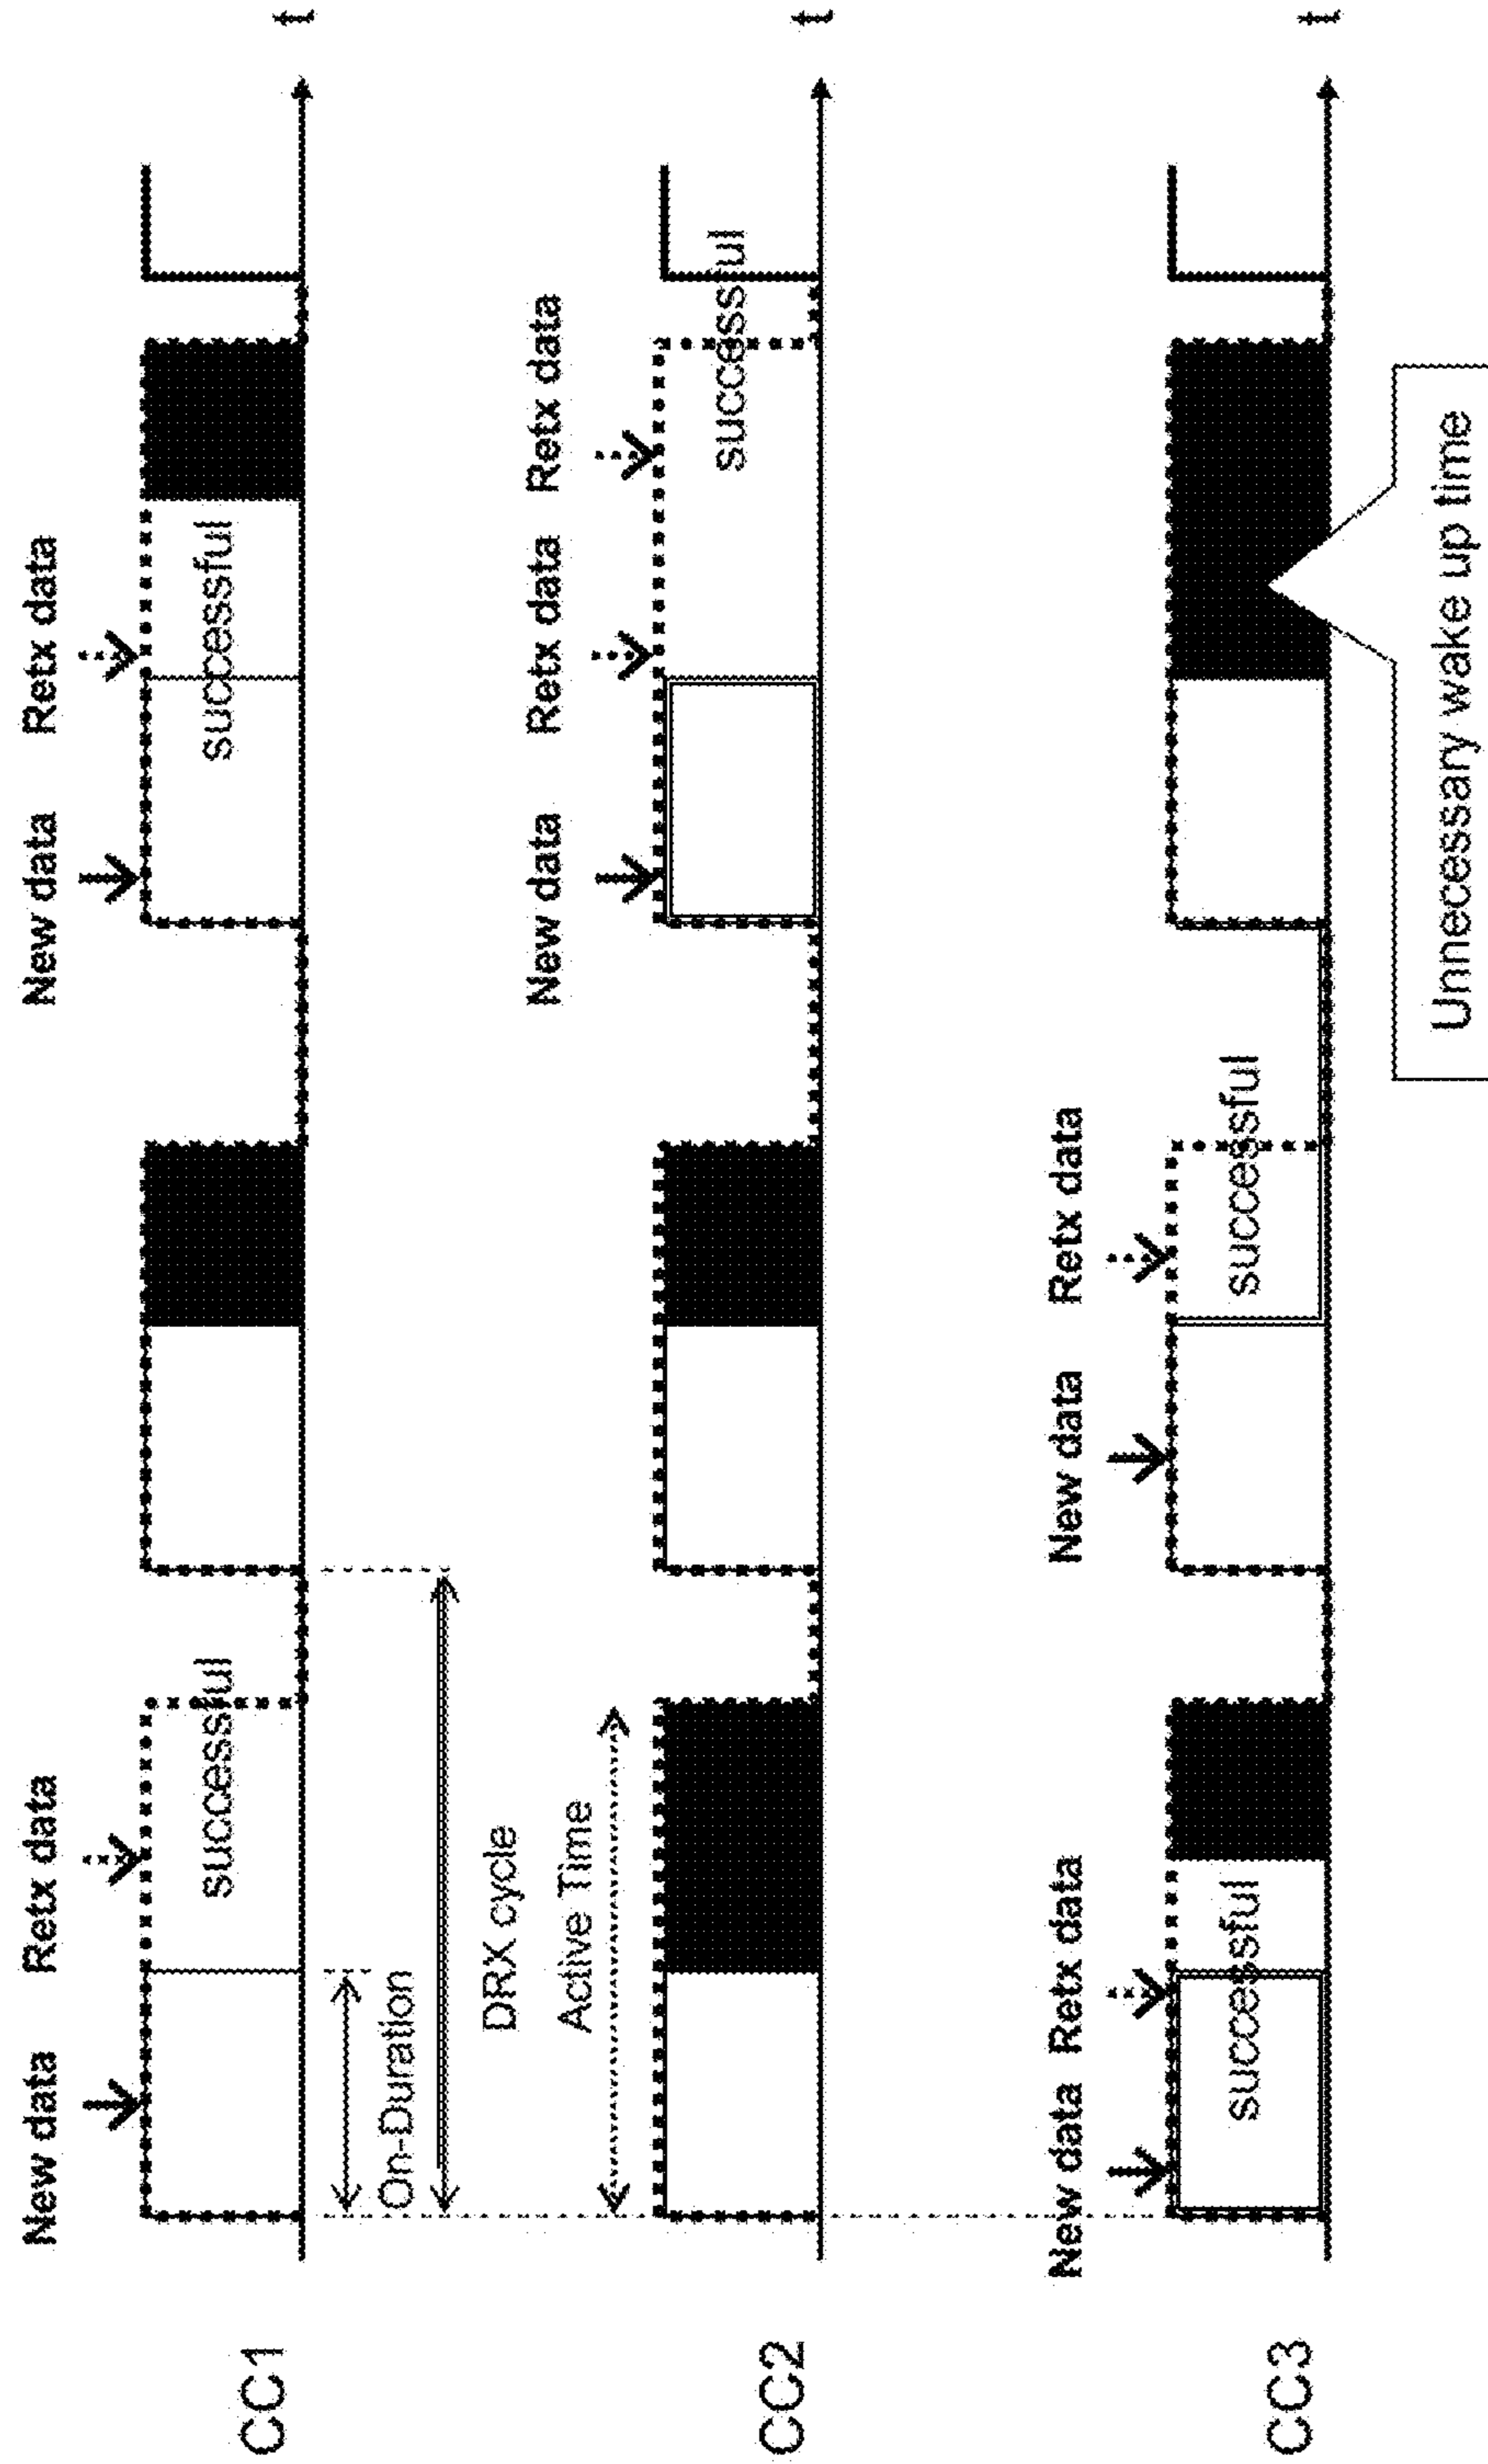 New data Retx data New data Retx data
successful successful
CC1 t
On-Duration
DRX cycle
New data Retx data Retx data
Active Time
successful
CC2 t
New data Retx data New data Retx data
successful successful
CC3 t
Unnecessary wake up time